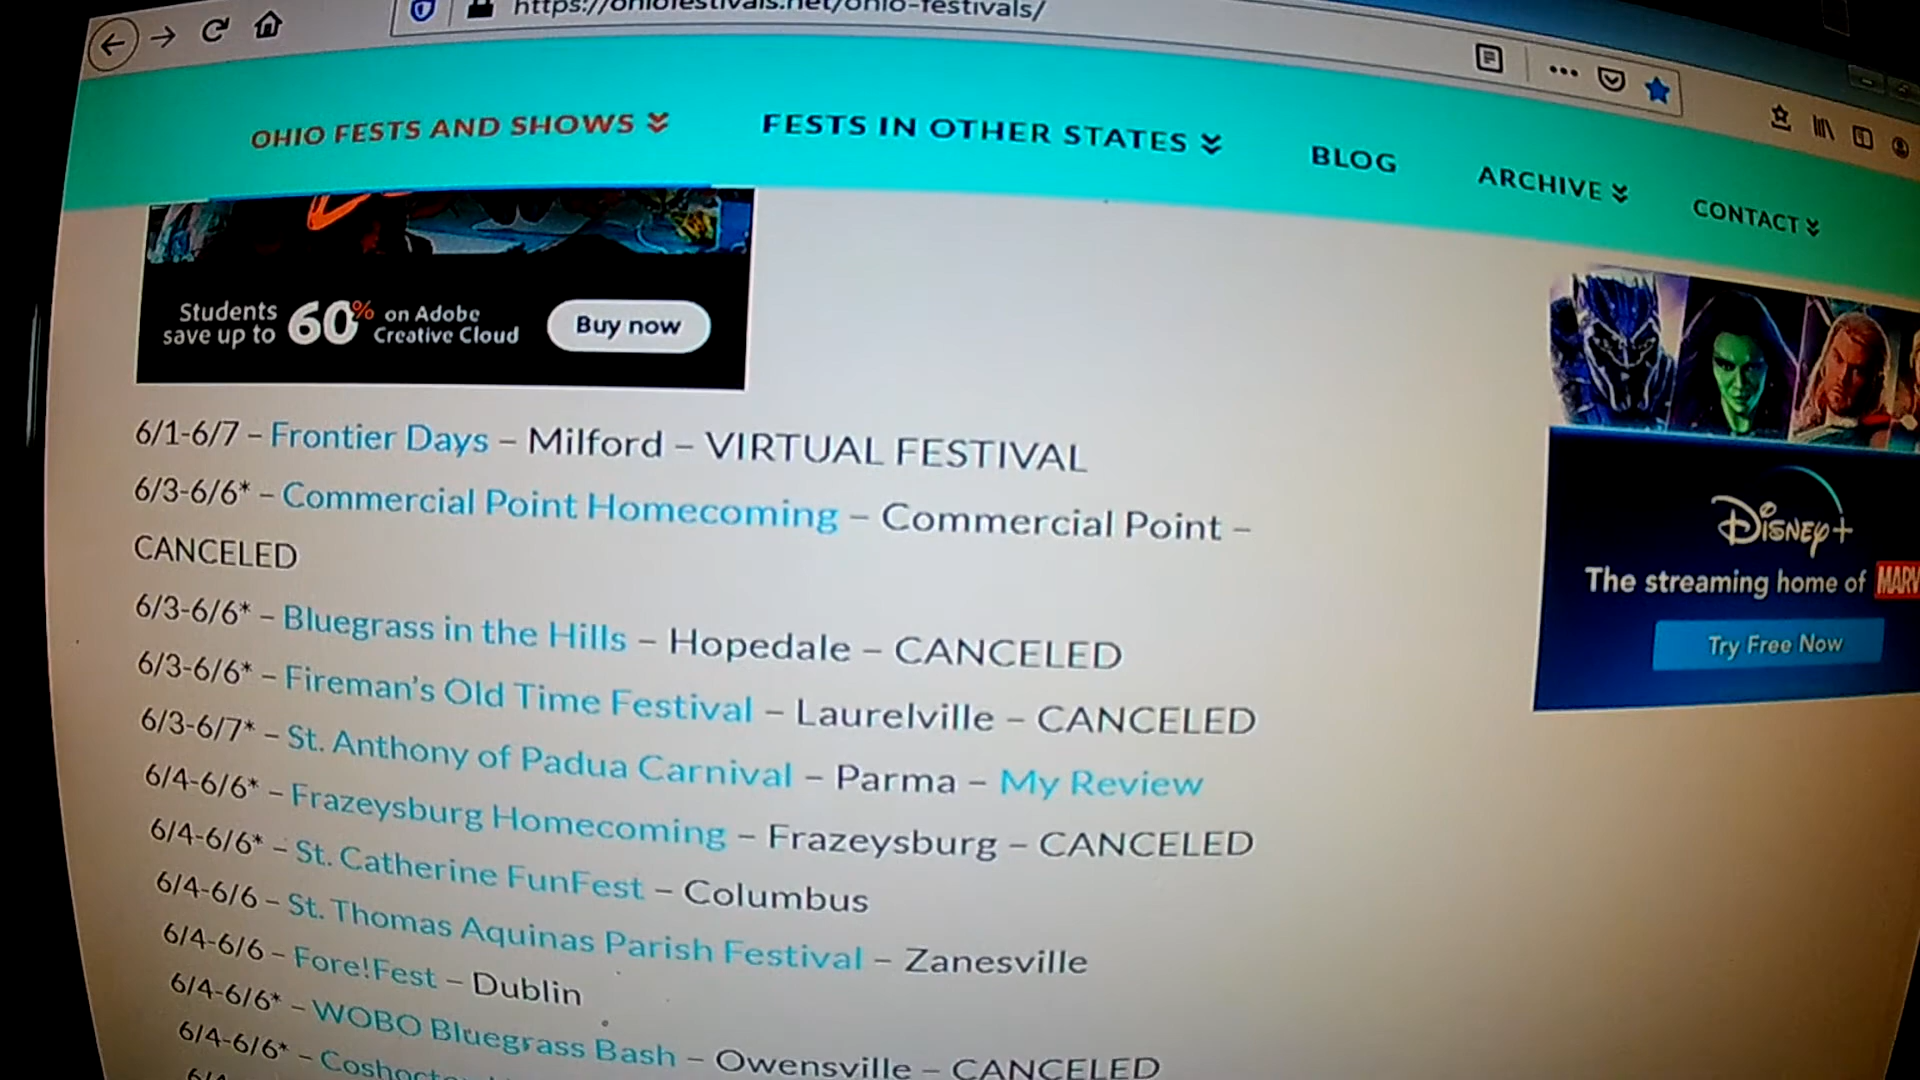 https://ohiofestivals.net/ohio-festivals/
OHIO FESTS AND SHOWS
FESTS IN OTHER STATES
BLOG
ARCHIVE
CONTACT
Students
save up to
60%
on Adobe
Creative Cloud
Buy now
6/1-6/7 – Frontier Days – Milford – VIRTUAL FESTIVAL
6/3-6/6* – Commercial Point Homecoming – Commercial Point –
CANCELED
6/3-6/6* – Bluegrass in the Hills – Hopedale – CANCELED
6/3-6/6* – Fireman's Old Time Festival – Laurelville – CANCELED
6/3-6/7* – St. Anthony of Padua Carnival – Parma – My Review
6/4-6/6* – Frazeysburg Homecoming – Frazeysburg – CANCELED
6/4-6/6* – St. Catherine FunFest – Columbus
6/4-6/6 – St. Thomas Aquinas Parish Festival – Zanesville
6/4-6/6 – Fore!Fest – Dublin
6/4-6/6* – WOBO Bluegrass Bash – Owensville – CANCELED
6/4-6/6* –
Disney+
The streaming home of
Try Free Now